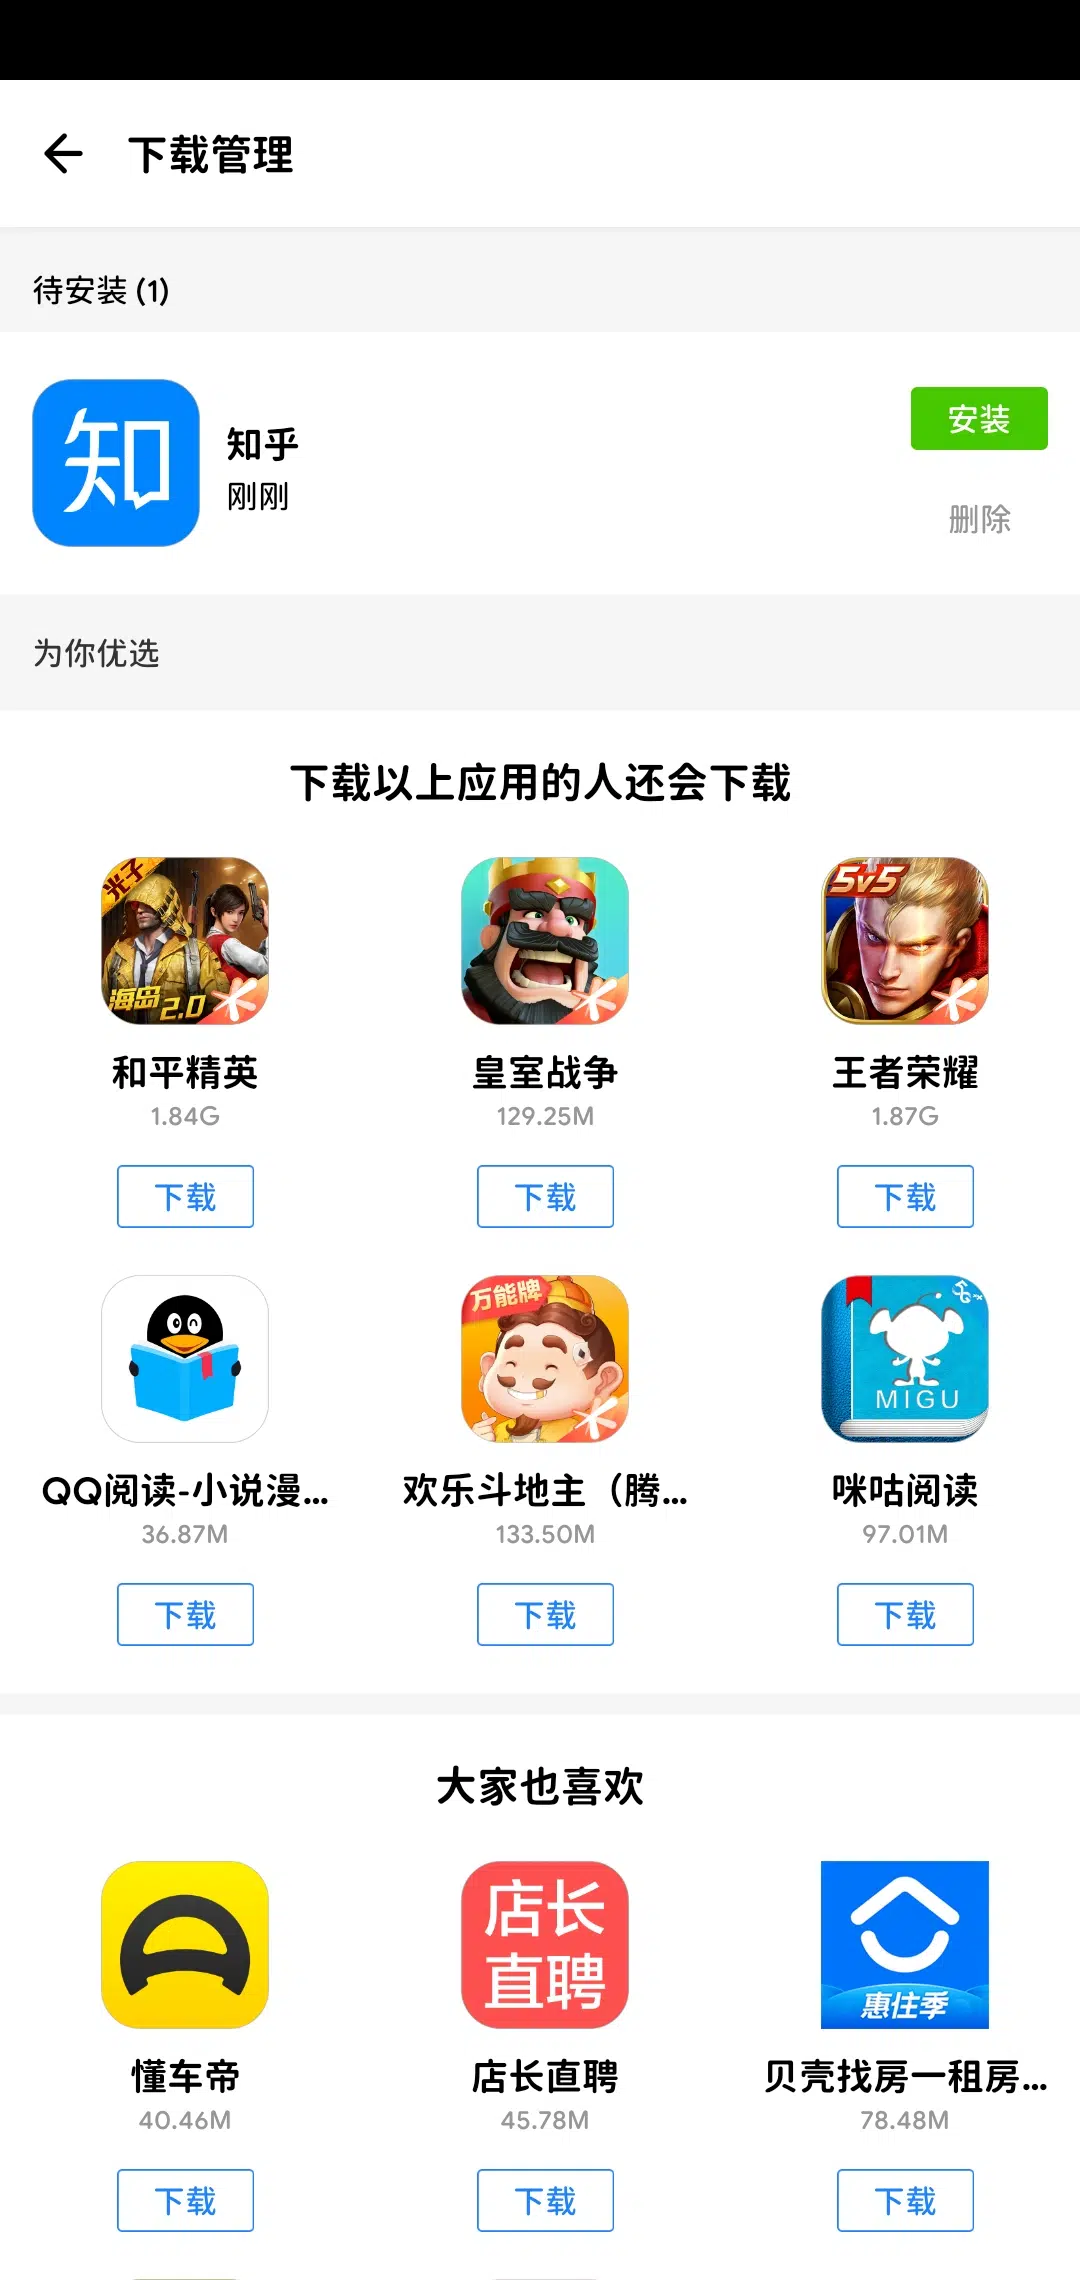 下载管理
待安装 (1)
知
知乎
刚刚
安装
删除
为你优选
下载以上应用的人还会下载
光子
海岛2.0
5v5
和平精英
皇室战争
王者荣耀
1.84G
129.25M
1.87G
下载
下载
下载
万能牌
MIGU
QQ阅读-小说漫...
欢乐斗地主（腾...
咪咕阅读
36.87M
133.50M
97.01M
下载
下载
下载
大家也喜欢
店长
直聘
惠住季
懂车帝
店长直聘
贝壳找房一租房...
40.46M
45.78M
78.48M
下载
下载
下载